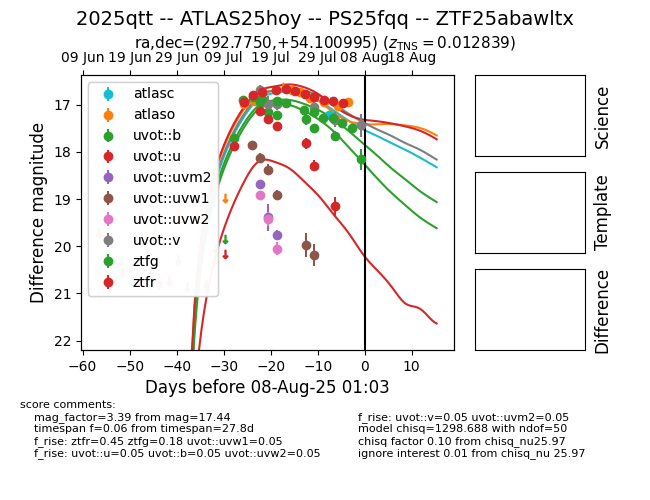 2025qtt -- ATLAS25hoy -- PS25fqq -- ZTF25abawltx
ra,dec=(292.7750,+54.100995) (zTNS = 0.012839)
09 Jun 19 Jun 29 Jun 09 Jul 19 Jul 29 Jul 08 Aug 18 Aug
atlasc
atlaso
uvot::b
uvot::u
uvot::uvm2
uvot::uvw1
uvot::uvw2
uvot::v
ztfg
ztfr
17
18
19
20
21
22
Difference magnitude
−60 −50 −40 −30 −20 −10 0 10
Days before 08-Aug-25 01:03
Science
Template
Difference
score comments:
mag_factor=3.39 from mag=17.44
timespan f=0.06 from timespan=27.8d
f_rise: ztfr=0.45 ztfg=0.18 uvot::uvw1=0.05
f_rise: uvot::u=0.05 uvot::b=0.05 uvot::uvw2=0.05
f_rise: uvot::v=0.05 uvot::uvm2=0.05
model chisq=1298.688 with ndof=50
chisq factor 0.10 from chisq_nu25.97
ignore interest 0.01 from chisq_nu 25.97